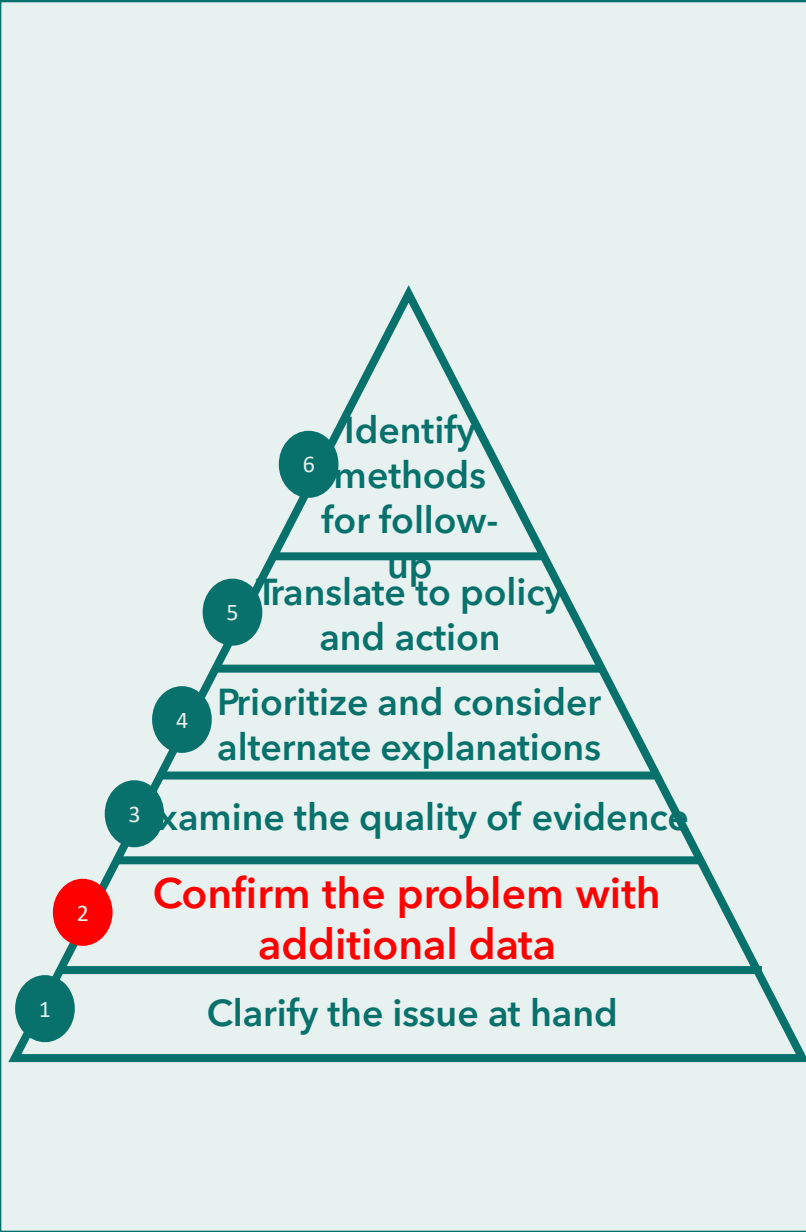 6
Identify
methods
for follow-
up
5
Translate to policy
and action
4
Prioritize and consider
alternate explanations
3
xamine the quality of evidence
2
Confirm the problem with
additional data
1
Clarify the issue at hand